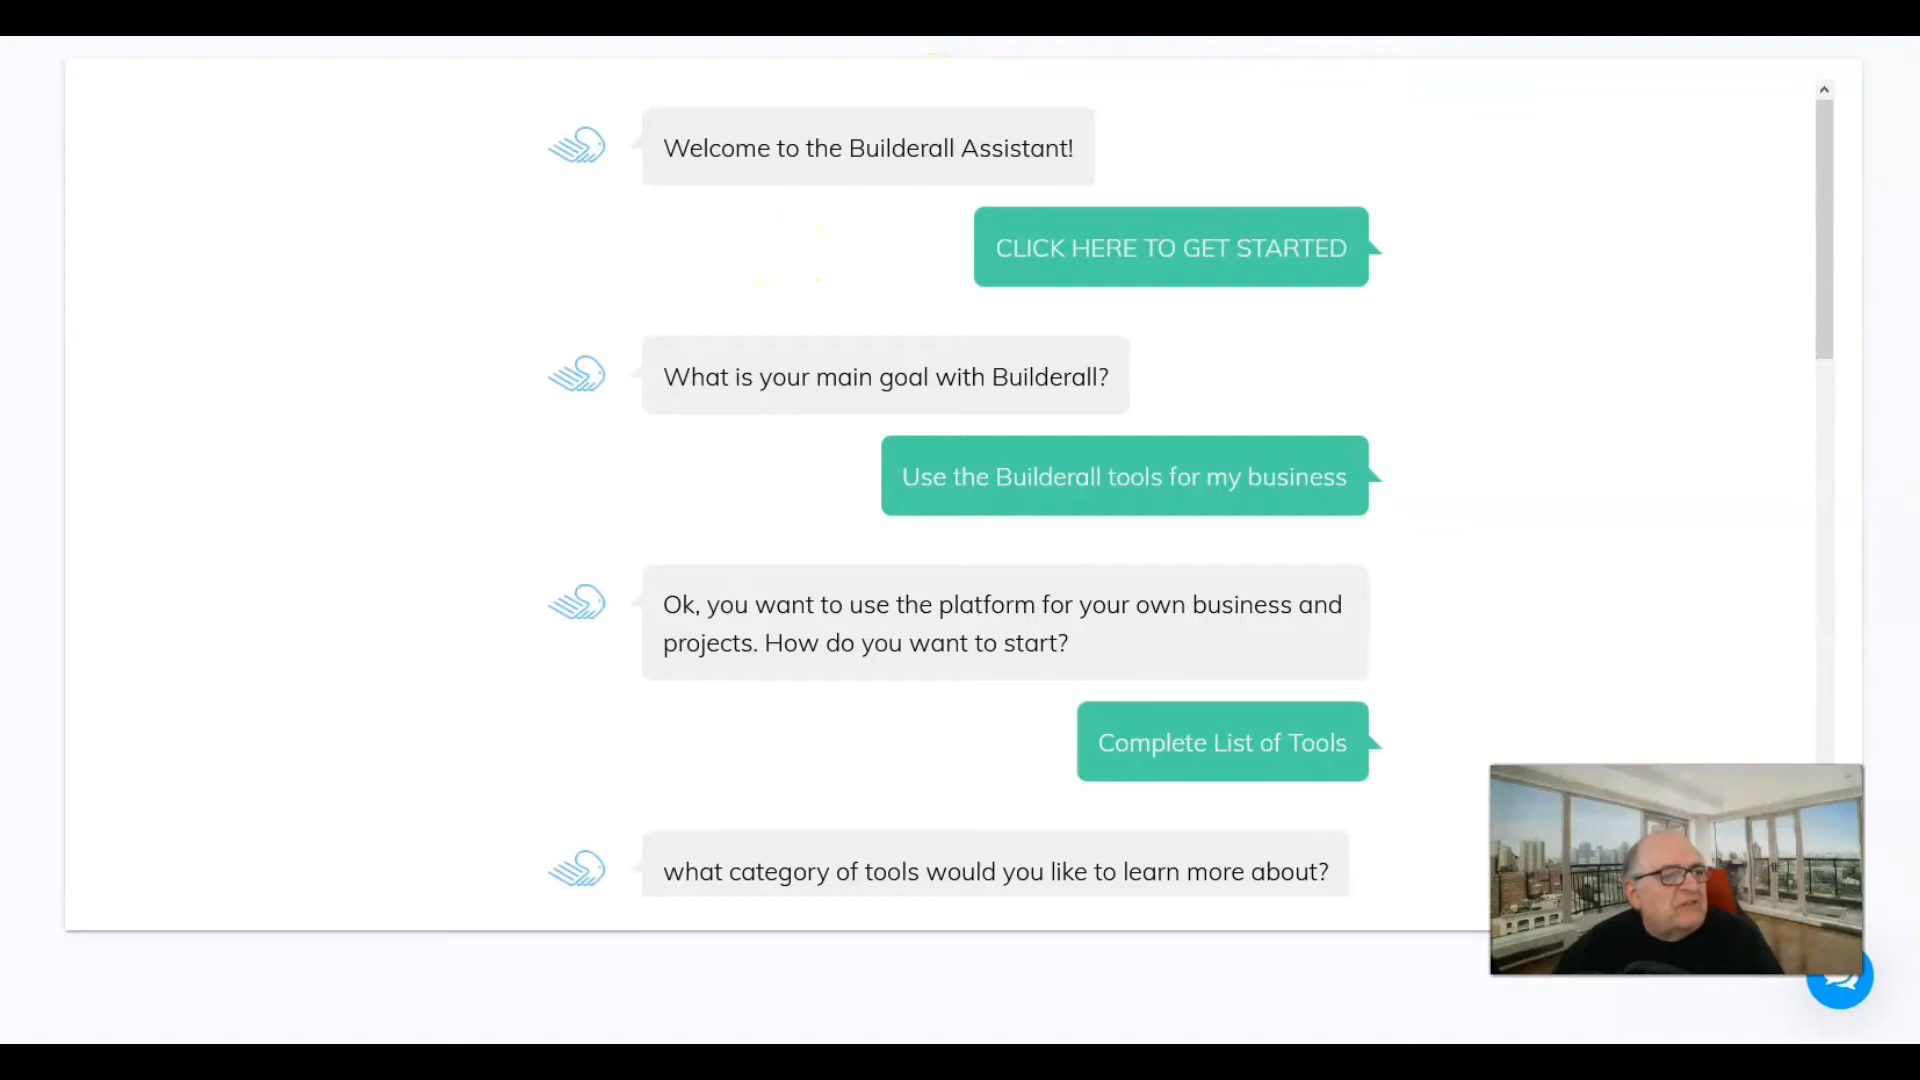 Welcome to the Builderall Assistant!
CLICK HERE TO GET STARTED
What is your main goal with Builderall?
Use the Builderall tools for my business
Ok, you want to use the platform for your own business and
projects. How do you want to start?
Complete List of Tools
what category of tools would you like to learn more about?